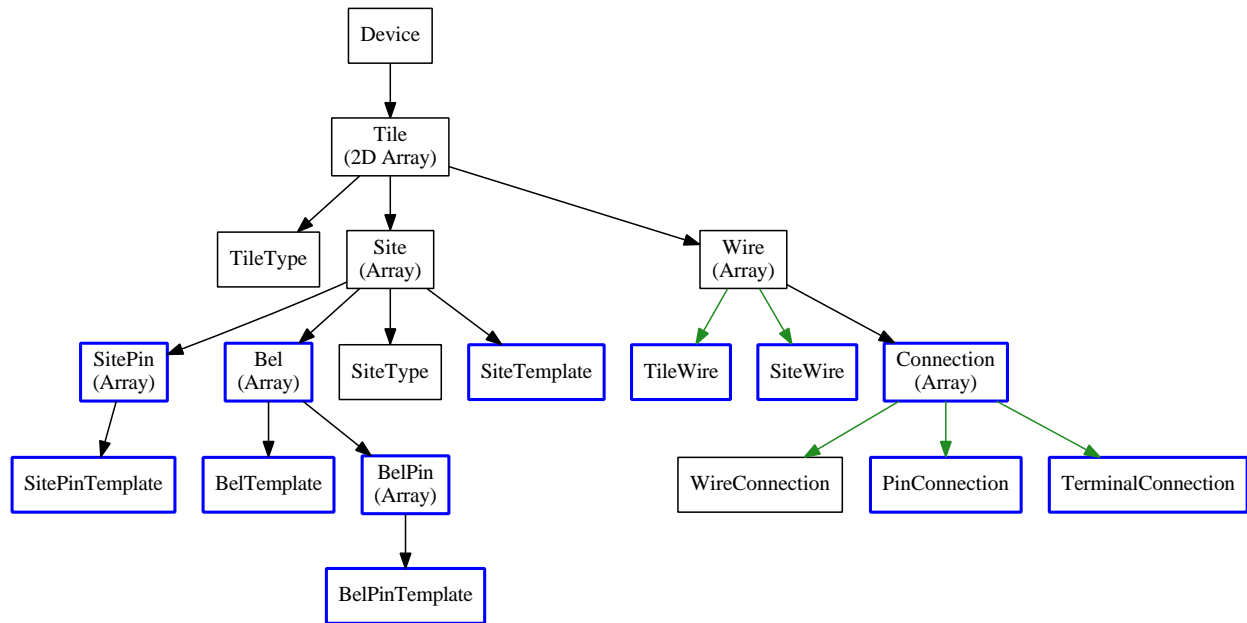 Device
Tile
(2D Array)
TileType
Site
(Array)
Wire
(Array)
SitePin
(Array)
Bel
(Array)
SiteType
SiteTemplate
TileWire
SiteWire
Connection
(Array)
SitePinTemplate
BelTemplate
BelPin
(Array)
WireConnection
PinConnection
TerminalConnection
BelPinTemplate